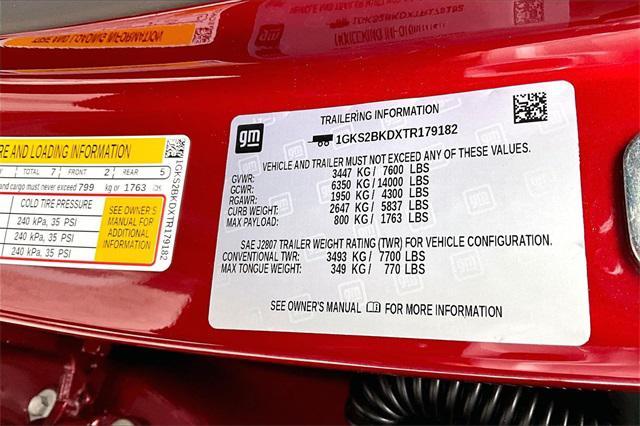 RE AND LOADING INFORMATION
TOTAL 7 FRONT 2 REAR 5
and cargo must never exceed 799 kg or 1763 lbs
COLD TIRE PRESSURE
240 kPa, 35 PSI
240 kPa, 35 PSI
240 kPa, 35 PSI
SEE OWNER'S
MANUAL FOR
ADDITIONAL
INFORMATION
1GKS2BKDXTR179182
gm
TRAILERING INFORMATION
1GKS2BKDXTR179182
VEHICLE AND TRAILER MUST NOT EXCEED ANY OF THESE VALUES.
GVWR: 3447 KG/ 7600 LBS
GCWR: 6350 KG/ 14000 LBS
RGAWR: 1950 KG/ 4300 LBS
CURB WEIGHT: 2647 KG/ 5837 LBS
MAX PAYLOAD: 800 KG/ 1763 LBS
SAE J2807 TRAILER WEIGHT RATING (TWR) FOR VEHICLE CONFIGURATION.
CONVENTIONAL TWR: 3493 KG/ 7700 LBS
MAX TONGUE WEIGHT: 349 KG/ 770 LBS
SEE OWNER'S MANUAL FOR MORE INFORMATION